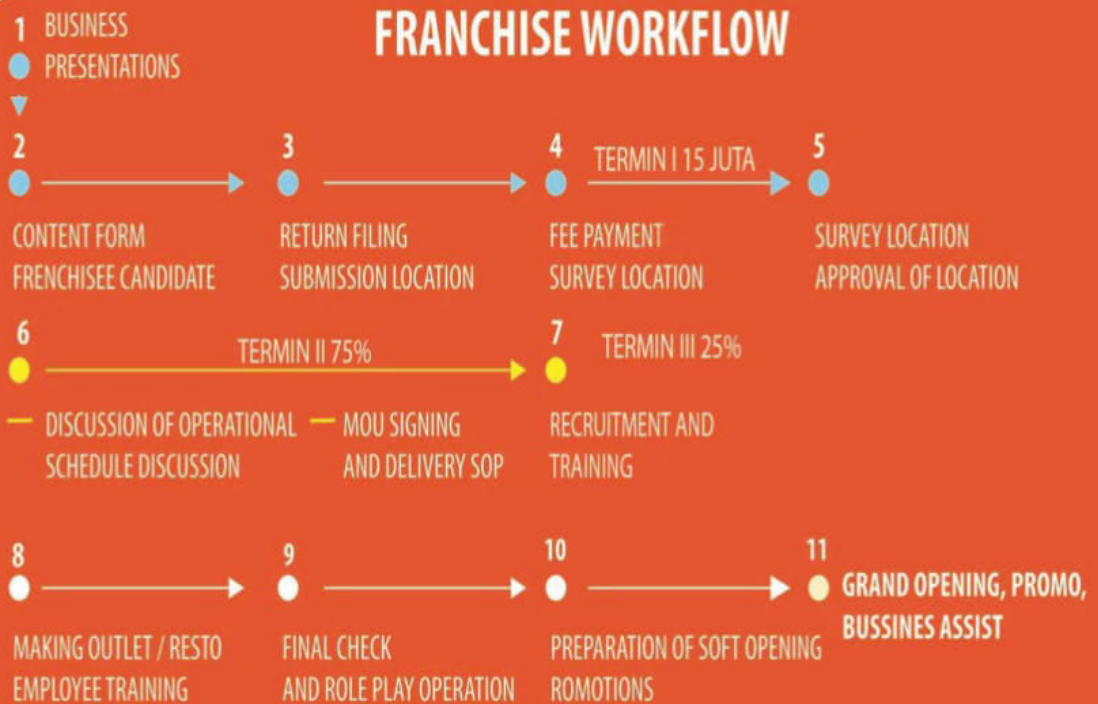 FRANCHISE WORKFLOW
1 BUSINESS
PRESENTATIONS
2
CONTENT FORM
FRENCHISEE CANDIDATE
3
RETURN FILING
SUBMISSION LOCATION
4
FEE PAYMENT
SURVEY LOCATION
TERMIN I 15 JUTA
5
SURVEY LOCATION
APPROVAL OF LOCATION
6
TERMIN II 75%
DISCUSSION OF OPERATIONAL
SCHEDULE DISCUSSION
MOU SIGNING
AND DELIVERY SOP
7
TERMIN III 25%
RECRUITMENT AND
TRAINING
8
MAKING OUTLET / RESTO
EMPLOYEE TRAINING
9
FINAL CHECK
AND ROLE PLAY OPERATION
10
PREPARATION OF SOFT OPENING
ROMOTIONS
11
GRAND OPENING, PROMO,
BUSSINES ASSIST